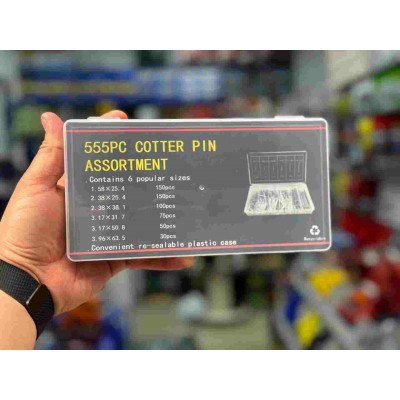 555PC COTTER PIN
ASSORTMENT
Contains 6 popular sizes
1.58×25.4 150pcs
2.38×25.4 150pcs
2.38×38.1 100pcs
3.17×31.7 75pcs
3.17×50.8 50pcs
3.96×63.5 30pcs
Convenient re-sealable plastic case